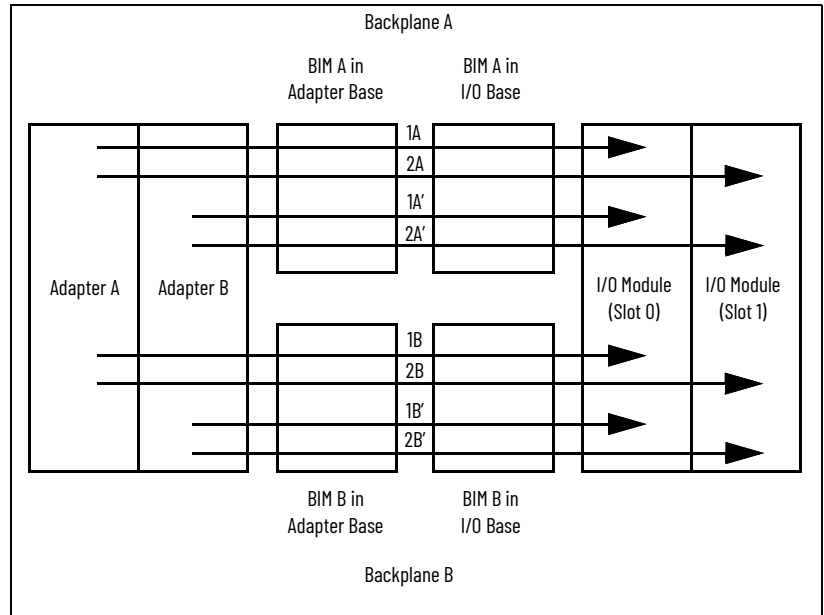 Backplane A
BIM A in
Adapter Base
BIM A in
I/O Base
1A
2A
1A’
2A’
Adapter A
Adapter B
I/O Module
(Slot 0)
I/O Module
(Slot 1)
1B
2B
1B’
2B’
BIM B in
Adapter Base
BIM B in
I/O Base
Backplane B